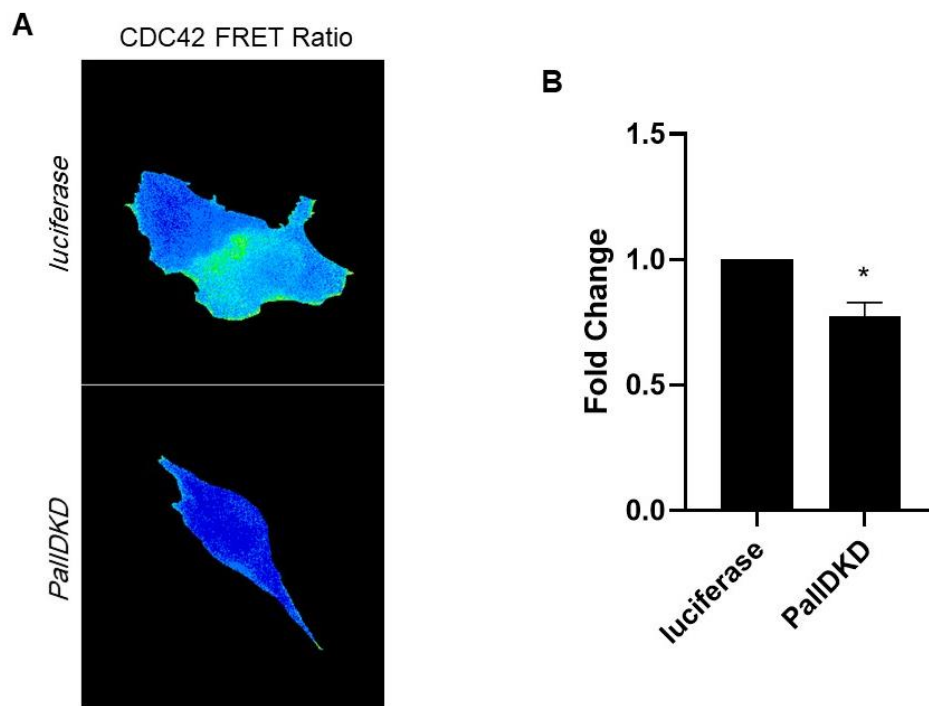 A
CDC42 FRET Ratio
luciferase
PallDKD
B
Fold Change
1.5
1.0
0.5
0.0
*
luciferase
PallDKD